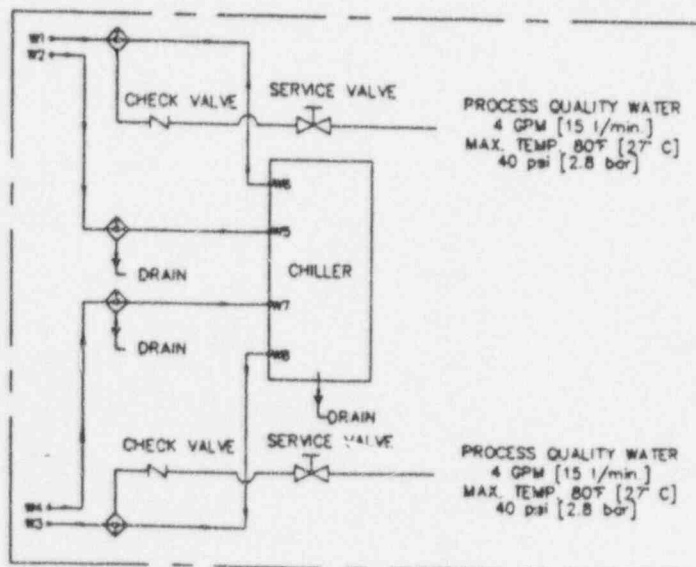 W1
W2
CHECK VALVE
SERVICE VALVE
PROCESS QUALITY WATER
4 GPM [15 l/min.]
MAX. TEMP. 80°F [27° C]
40 psi [2.8 bar]
W6
W5
DRAIN
CHILLER
W7
DRAIN
W8
DRAIN
CHECK VALVE
SERVICE VALVE
PROCESS QUALITY WATER
4 GPM [15 l/min.]
MAX. TEMP. 80°F [27° C]
40 psi [2.8 bar]
W4
W3